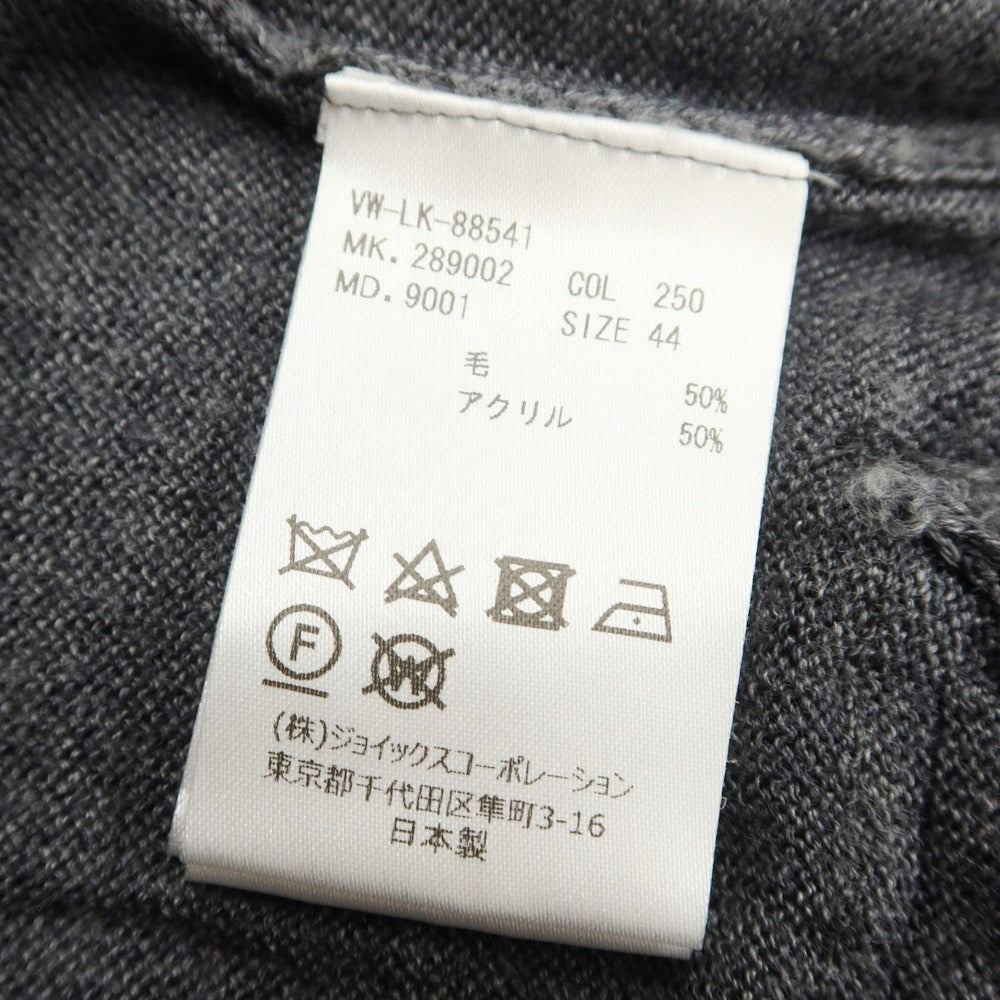 VW-LK-88541
MK. 289002 COL 250
MD. 9001 SIZE 44
毛 50%
アクリル 50%
F
W
(株)ジョイックスコーポレーション
東京都千代田区隼町3-16
日本製